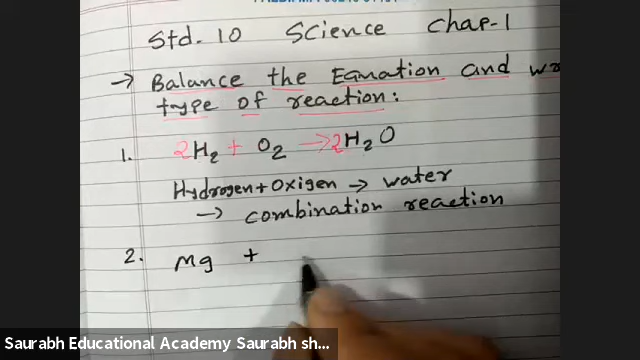 Std. 10 Science Chap-1
→ Balance the Equation and
type of reaction:
1. 2H₂ + O₂ → 2H₂O
Hydrogen + Oxigen → water
→ combination reaction
2. Mg +
Saurabh Educational Academy Saurabh sh...